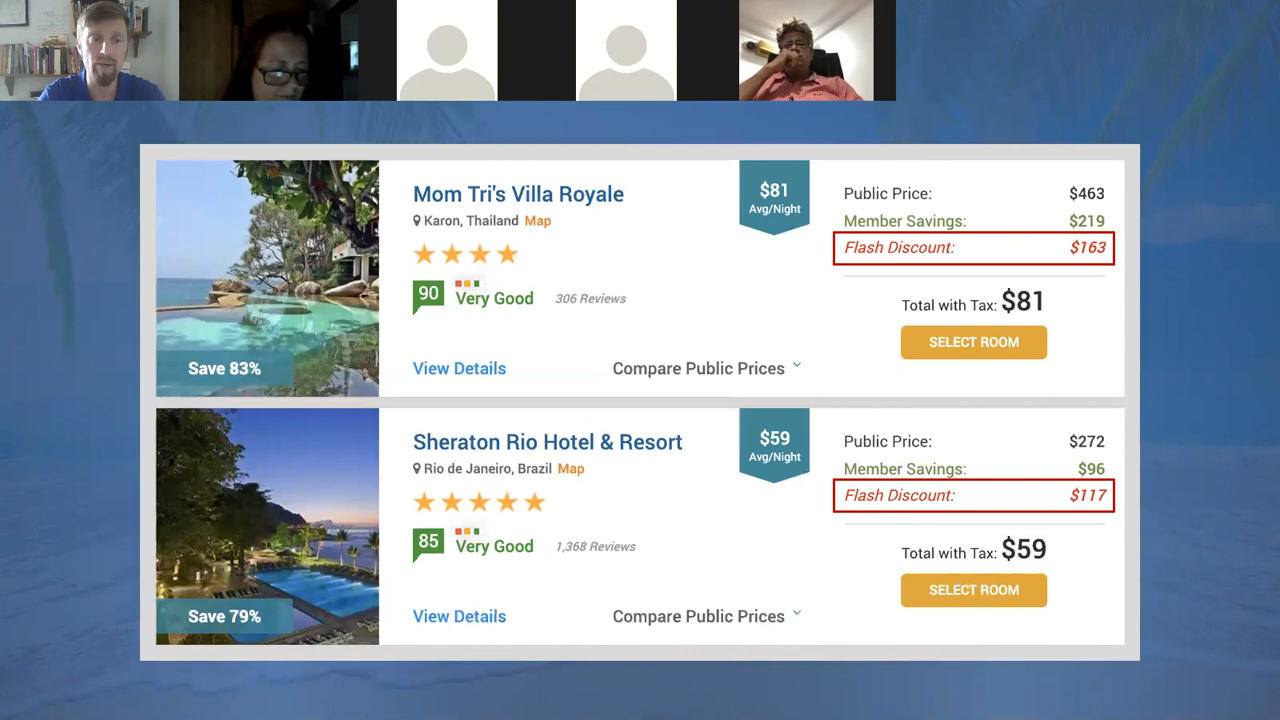 Mom Tri's Villa Royale
Karon, Thailand Map
90 Very Good 306 Reviews
Save 83%
View Details
Compare Public Prices
$81
Avg/Night
Public Price: $463
Member Savings: $219
Flash Discount: $163
Total with Tax: $81
SELECT ROOM
Sheraton Rio Hotel & Resort
Rio de Janeiro, Brazil Map
85 Very Good 1,368 Reviews
Save 79%
View Details
Compare Public Prices
$59
Avg/Night
Public Price: $272
Member Savings: $96
Flash Discount: $117
Total with Tax: $59
SELECT ROOM